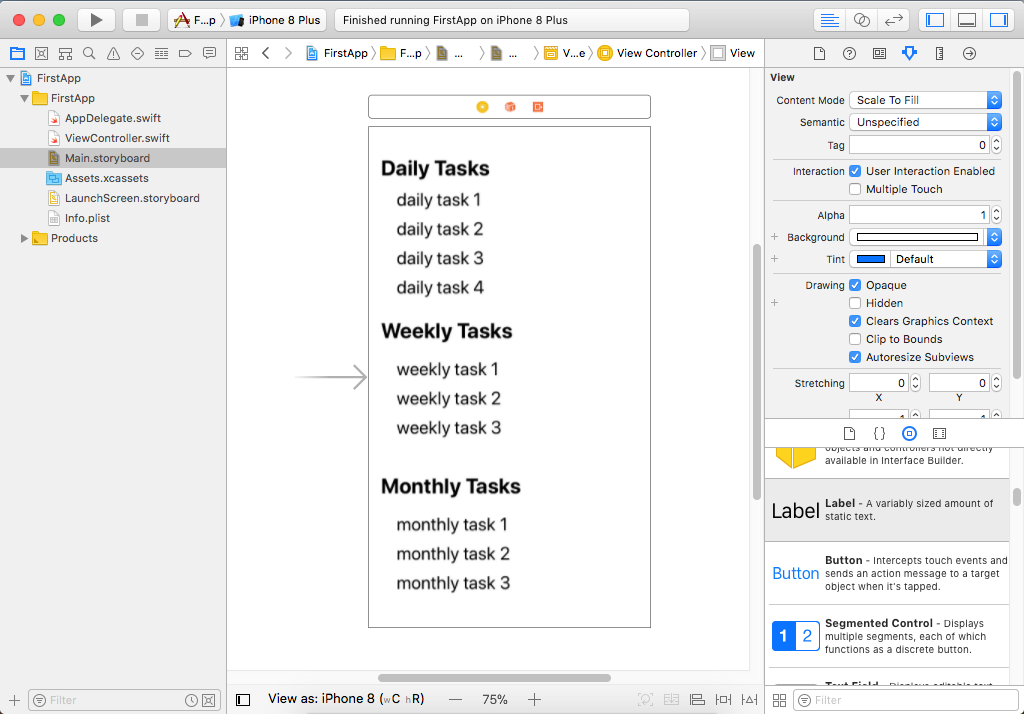 F...p iPhone 8 Plus
Finished running FirstApp on iPhone 8 Plus
FirstApp F...p ... ... V...e View Controller View
FirstApp
FirstApp
AppDelegate.swift
ViewController.swift
Main.storyboard
Assets.xcassets
LaunchScreen.storyboard
Info.plist
Products
Filter
Daily Tasks
daily task 1
daily task 2
daily task 3
daily task 4
Weekly Tasks
weekly task 1
weekly task 2
weekly task 3
Monthly Tasks
monthly task 1
monthly task 2
monthly task 3
View as: iPhone 8 (wC hR)
75%
View
Content Mode Scale To Fill
Semantic Unspecified
Tag 0
Interaction User Interaction Enabled
Multiple Touch
Alpha 1
Background
Tint Default
Drawing Opaque
Hidden
Clears Graphics Context
Clip to Bounds
Autoresize Subviews
Stretching 0 0
X Y
{}
objects and controllers not directly
available in Interface Builder.
Label Label - A variably sized amount of
static text.
Button Button - Intercepts touch events and
sends an action message to a target
object when it's tapped.
1 2 Segmented Control - Displays
multiple segments, each of which
functions as a discrete button.
Text Field - Displays editable text
Filter